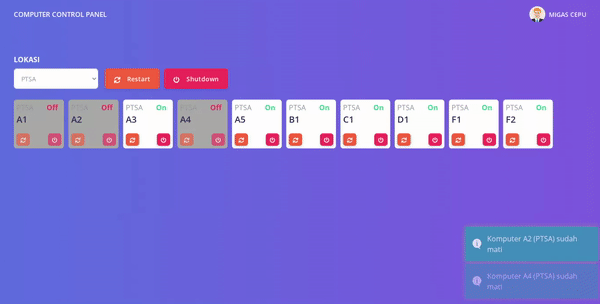 COMPUTER CONTROL PANEL
MIGAS CEPU
LOKASI
PTSA
Restart
Shutdown
PTSA Off
A1
PTSA Off
A2
PTSA On
A3
PTSA Off
A4
PTSA On
A5
PTSA On
B1
PTSA On
C1
PTSA On
D1
PTSA On
F1
PTSA On
F2
Komputer A2 (PTSA) sudah
mati
Komputer A4 (PTSA) sudah
mati